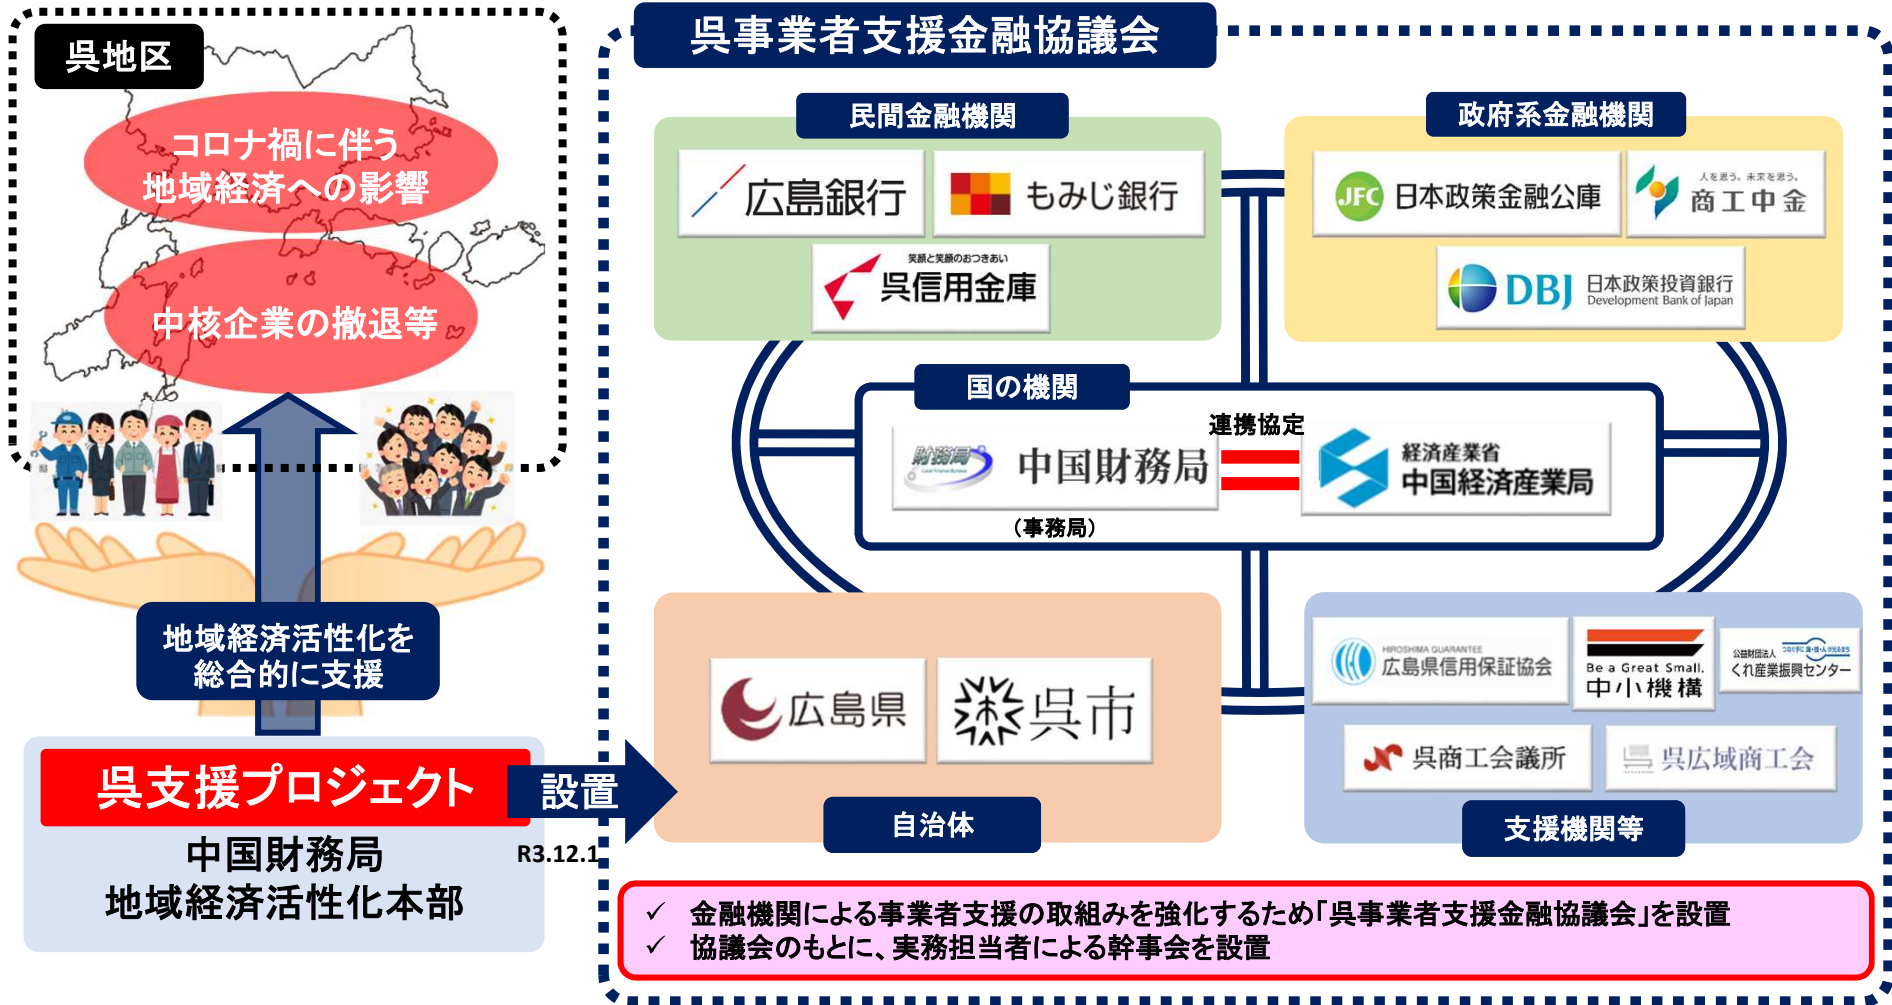 呉地区
コロナ禍に伴う
地域経済への影響
中核企業の撤退等
地域経済活性化を
総合的に支援
呉支援プロジェクト
中国財務局
地域経済活性化本部
設置
R3.12.1
呉事業者支援金融協議会
民間金融機関
広島銀行
もみじ銀行
笑顔と笑顔のおつきあい
呉信用金庫
政府系金融機関
JFC 日本政策金融公庫
人を思う。未来を思う。
商工中金
DBJ 日本政策投資銀行
Development Bank of Japan
国の機関
連携協定
財務局
Local Finance Bureau
中国財務局
(事務局)
経済産業省
中国経済産業局
広島県
呉市
自治体
HIROSHIMA GUARANTEE
広島県信用保証協会
Be a Great Small.
中小機構
公益財団法人
くれ産業振興センター
呉商工会議所
呉広域商工会
支援機関等
✓ 金融機関による事業者支援の取組みを強化するため「呉事業者支援金融協議会」を設置
✓ 協議会のもとに、実務担当者による幹事会を設置